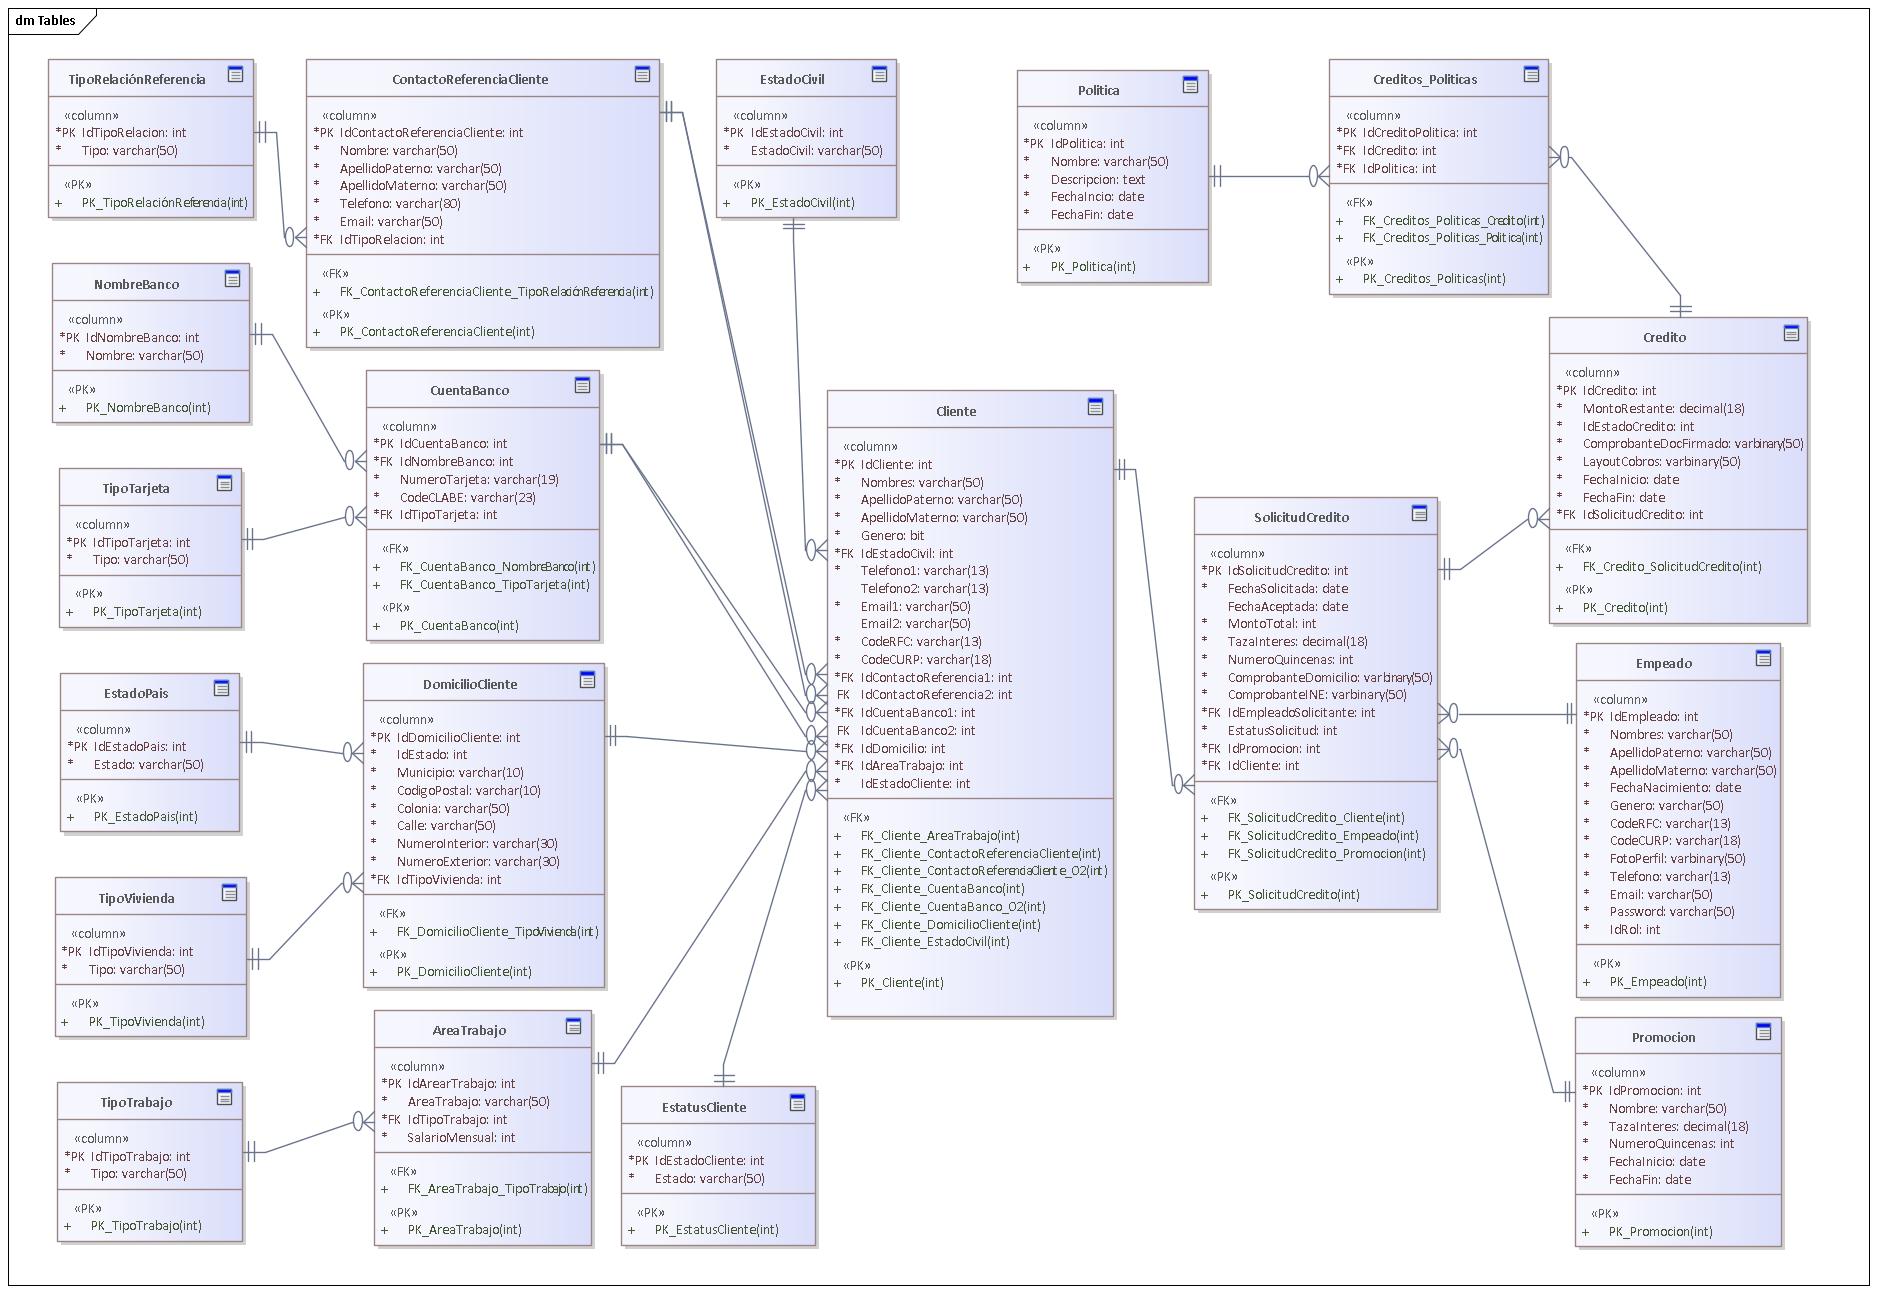 dm Tables
TipoRelaciónReferencia
«column»
*PK IdTipoRelacion: int
* Tipo: varchar(50)
«PK»
+ PK_TipoRelaciónReferencia(int)
ContactoReferenciaCliente
«column»
*PK IdContactoReferenciaCliente: int
* Nombre: varchar(50)
* ApellidoPaterno: varchar(50)
* ApellidoMaterno: varchar(50)
* Telefono: varchar(80)
* Email: varchar(50)
*FK IdTipoRelacion: int
«FK»
+ FK_ContactoReferenciaCliente_TipoRelaciónReferencia(int)
«PK»
+ PK_ContactoReferenciaCliente(int)
EstadoCivil
«column»
*PK IdEstadoCivil: int
* EstadoCivil: varchar(50)
«PK»
+ PK_EstadoCivil(int)
Politica
«column»
*PK IdPolitica: int
* Nombre: varchar(50)
* Descripcion: text
* FechaIncio: date
* FechaFin: date
«PK»
+ PK_Politica(int)
Creditos_Politicas
«column»
*PK IdCreditoPolitica: int
*FK IdCredito: int
*FK IdPolitica: int
«FK»
+ FK_Creditos_Politicas_Credito(int)
+ FK_Creditos_Politicas_Politica(int)
«PK»
+ PK_Creditos_Politicas(int)
NombreBanco
«column»
*PK IdNombreBanco: int
* Nombre: varchar(50)
«PK»
+ PK_NombreBanco(int)
CuentaBanco
«column»
*PK IdCuentaBanco: int
*FK IdNombreBanco: int
* NumeroTarjeta: varchar(19)
* CodeCLABE: varchar(23)
*FK IdTipoTarjeta: int
«FK»
+ FK_CuentaBanco_NombreBanco(int)
+ FK_CuentaBanco_TipoTarjeta(int)
«PK»
+ PK_CuentaBanco(int)
Cliente
«column»
*PK IdCliente: int
* Nombres: varchar(50)
* ApellidoPaterno: varchar(50)
* ApellidoMaterno: varchar(50)
* Genero: bit
*FK IdEstadoCivil: int
* Telefono1: varchar(13)
Telefono2: varchar(13)
* Email1: varchar(50)
Email2: varchar(50)
* CodeRFC: varchar(13)
* CodeCURP: varchar(18)
*FK IdContactoReferencia1: int
FK IdContactoReferencia2: int
*FK IdCuentaBanco1: int
FK IdCuentaBanco2: int
*FK IdDomicilio: int
*FK IdAreaTrabajo: int
* IdEstadoCliente: int
«FK»
+ FK_Cliente_AreaTrabajo(int)
+ FK_Cliente_ContactoReferenciaCliente(int)
+ FK_Cliente_ContactoReferenciaCliente_02(int)
+ FK_Cliente_CuentaBanco(int)
+ FK_Cliente_CuentaBanco_02(int)
+ FK_Cliente_DomicilioCliente(int)
+ FK_Cliente_EstadoCivil(int)
«PK»
+ PK_Cliente(int)
Credito
«column»
*PK IdCredito: int
* MontoRestante: decimal(18)
* IdEstadoCredito: int
* ComprobanteDocFirmado: varbinary(50)
* LayoutCobros: varbinary(50)
* FechaInicio: date
* FechaFin: date
*FK IdSolicitudCredito: int
«FK»
+ FK_Credito_SolicitudCredito(int)
«PK»
+ PK_Credito(int)
TipoTarjeta
«column»
*PK IdTipoTarjeta: int
* Tipo: varchar(50)
«PK»
+ PK_TipoTarjeta(int)
SolicitudCredito
«column»
*PK IdSolicitudCredito: int
* FechaSolicitada: date
FechaAceptada: date
* MontoTotal: int
* TazaInteres: decimal(18)
* NumeroQuincenas: int
* ComprobanteDomicilio: varbinary(50)
* ComprobanteINE: varbinary(50)
*FK IdEmpleadoSolicitante: int
* EstatusSolicitud: int
*FK IdPromocion: int
*FK IdCliente: int
«FK»
+ FK_SolicitudCredito_Cliente(int)
+ FK_SolicitudCredito_Empeado(int)
+ FK_SolicitudCredito_Promocion(int)
«PK»
+ PK_SolicitudCredito(int)
EstadoPais
«column»
*PK IdEstadoPais: int
* Estado: varchar(50)
«PK»
+ PK_EstadoPais(int)
DomicilioCliente
«column»
*PK IdDomicilioCliente: int
* IdEstado: int
* Municipio: varchar(10)
* CodigoPostal: varchar(10)
* Colonia: varchar(50)
* Calle: varchar(50)
* NumeroInterior: varchar(30)
* NumeroExterior: varchar(30)
*FK IdTipoVivienda: int
«FK»
+ FK_DomicilioCliente_TipoVivienda(int)
«PK»
+ PK_DomicilioCliente(int)
Empeado
«column»
*PK IdEmpleado: int
* Nombres: varchar(50)
* ApellidoPaterno: varchar(50)
* ApellidoMaterno: varchar(50)
* FechaNacimiento: date
* Genero: varchar(50)
* CodeRFC: varchar(13)
* CodeCURP: varchar(18)
* FotoPerfil: varbinary(50)
* Telefono: varchar(13)
* Email: varchar(50)
* Password: varchar(50)
* IdRol: int
«PK»
+ PK_Empeado(int)
TipoVivienda
«column»
*PK IdTipoVivienda: int
* Tipo: varchar(50)
«PK»
+ PK_TipoVivienda(int)
AreaTrabajo
«column»
*PK IdArearTrabajo: int
* AreaTrabajo: varchar(50)
*FK IdTipoTrabajo: int
* SalarioMensual: int
«FK»
+ FK_AreaTrabajo_TipoTrabajo(int)
«PK»
+ PK_AreaTrabajo(int)
TipoTrabajo
«column»
*PK IdTipoTrabajo: int
* Tipo: varchar(50)
«PK»
+ PK_TipoTrabajo(int)
EstatusCliente
«column»
*PK IdEstadoCliente: int
* Estado: varchar(50)
«PK»
+ PK_EstatusCliente(int)
Promocion
«column»
*PK IdPromocion: int
* Nombre: varchar(50)
* TazaInteres: decimal(18)
* NumeroQuincenas: int
* FechaInicio: date
* FechaFin: date
«PK»
+ PK_Promocion(int)